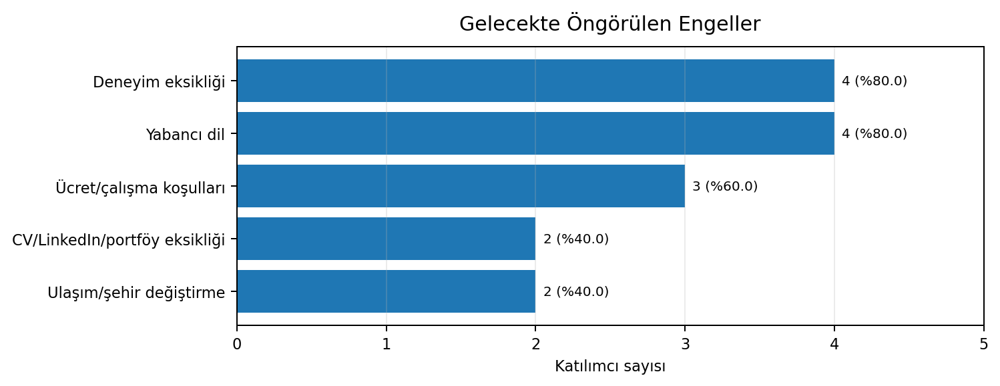 Gelecekte Öngörülen Engeller
Deneyim eksikliği
4 (%80.0)
Yabancı dil
4 (%80.0)
Ücret/çalışma koşulları
3 (%60.0)
CV/LinkedIn/portföy eksikliği
2 (%40.0)
Ulaşım/şehir değiştirme
2 (%40.0)
0 1 2 3 4 5
Katılımcı sayısı